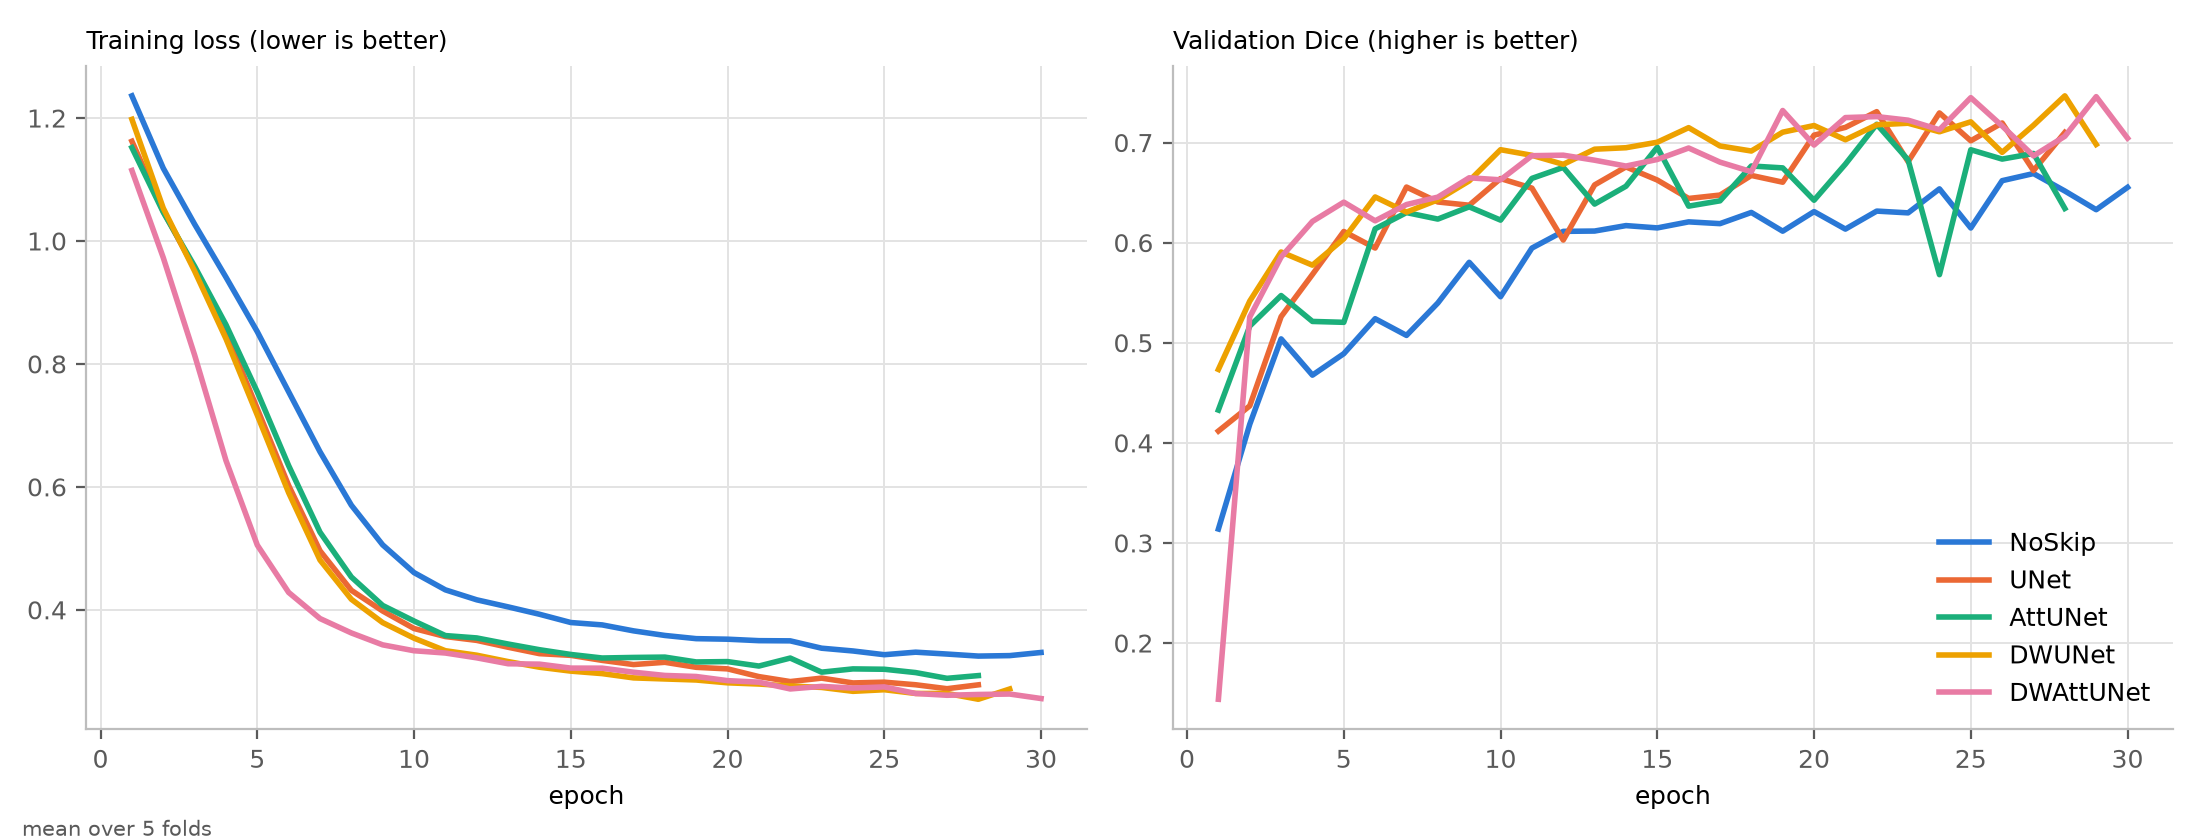 Training loss (lower is better)
1.2
1.0
0.8
0.6
0.4
0 5 10 15 20 25 30
epoch
Validation Dice (higher is better)
0.7
0.6
0.5
0.4
0.3
0.2
0 5 10 15 20 25 30
epoch
NoSkip
UNet
AttUNet
DWUNet
DWAttUNet
mean over 5 folds